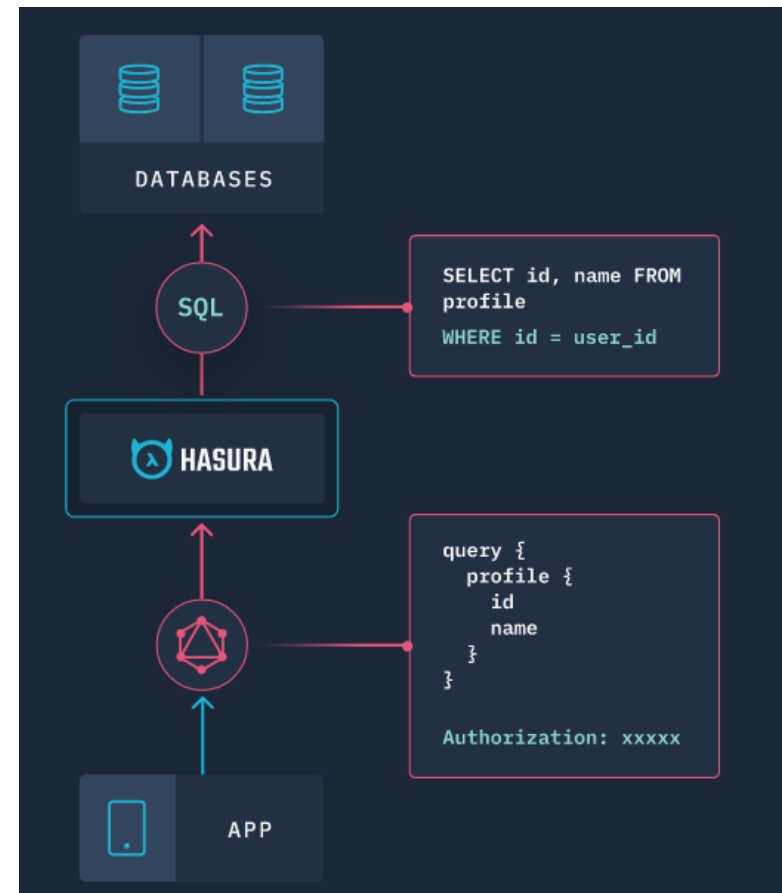 DATABASES
SQL
SELECT id, name FROM
profile
WHERE id = user_id
λ HASURA
query {
  profile {
    id
    name
  }
}
Authorization: xxxxx
APP